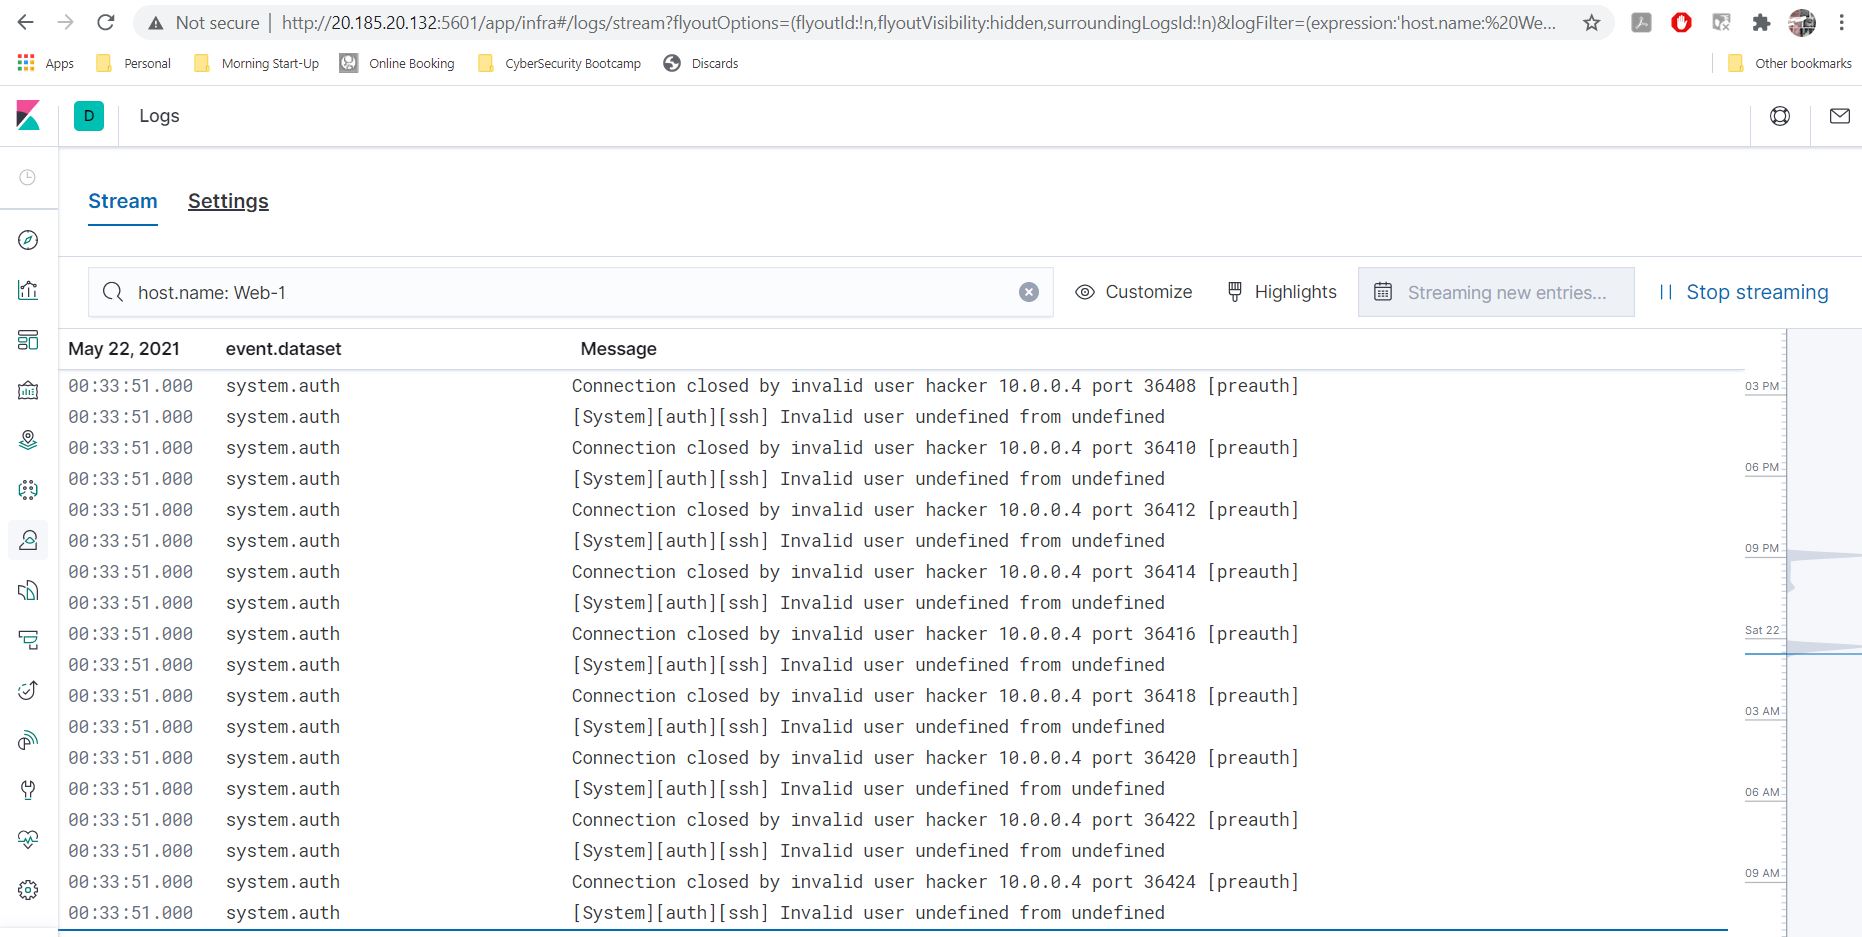 Not secure | http://20.185.20.132:5601/app/infra#/logs/stream?flyoutOptions=(flyoutId:!n,flyoutVisibility:hidden,surroundingLogsId:!n)&logFilter=(expression:'host.name:%20We...
Apps Personal Morning Start-Up Online Booking CyberSecurity Bootcamp Discards Other bookmarks
D Logs
Stream Settings
host.name: Web-1 Customize Highlights Streaming new entries... Stop streaming
May 22, 2021 event.dataset Message
00:33:51.000 system.auth Connection closed by invalid user hacker 10.0.0.4 port 36408 [preauth] 03 PM
00:33:51.000 system.auth [System][auth][ssh] Invalid user undefined from undefined
00:33:51.000 system.auth Connection closed by invalid user hacker 10.0.0.4 port 36410 [preauth]
06 PM
00:33:51.000 system.auth [System][auth][ssh] Invalid user undefined from undefined
00:33:51.000 system.auth Connection closed by invalid user hacker 10.0.0.4 port 36412 [preauth]
00:33:51.000 system.auth [System][auth][ssh] Invalid user undefined from undefined
09 PM
00:33:51.000 system.auth Connection closed by invalid user hacker 10.0.0.4 port 36414 [preauth]
00:33:51.000 system.auth [System][auth][ssh] Invalid user undefined from undefined
00:33:51.000 system.auth Connection closed by invalid user hacker 10.0.0.4 port 36416 [preauth] Sat 22
00:33:51.000 system.auth [System][auth][ssh] Invalid user undefined from undefined
00:33:51.000 system.auth Connection closed by invalid user hacker 10.0.0.4 port 36418 [preauth]
03 AM
00:33:51.000 system.auth [System][auth][ssh] Invalid user undefined from undefined
00:33:51.000 system.auth Connection closed by invalid user hacker 10.0.0.4 port 36420 [preauth]
00:33:51.000 system.auth [System][auth][ssh] Invalid user undefined from undefined 06 AM
00:33:51.000 system.auth Connection closed by invalid user hacker 10.0.0.4 port 36422 [preauth]
00:33:51.000 system.auth [System][auth][ssh] Invalid user undefined from undefined
00:33:51.000 system.auth Connection closed by invalid user hacker 10.0.0.4 port 36424 [preauth] 09 AM
00:33:51.000 system.auth [System][auth][ssh] Invalid user undefined from undefined